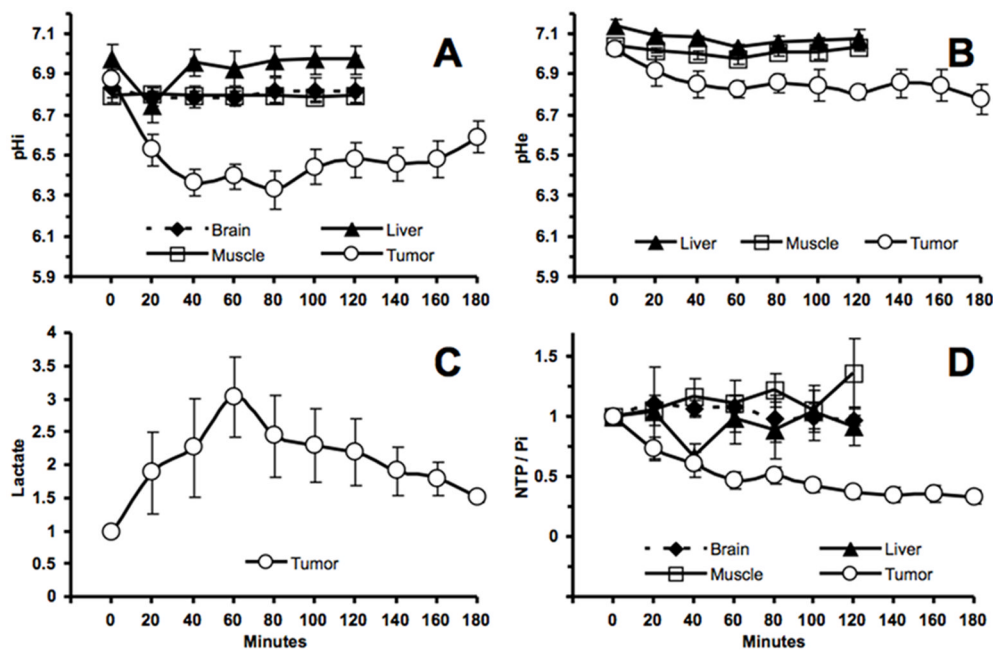 A
pHi
7.1
6.9
6.7
6.5
6.3
6.1
5.9
Brain Liver
Muscle Tumor
0 20 40 60 80 100 120 140 160 180
B
pHe
7.1
6.9
6.7
6.5
6.3
6.1
5.9
Liver Muscle Tumor
0 20 40 60 80 100 120 140 160 180
C
Lactate
4
3.5
3
2.5
2
1.5
1
0.5
0
Tumor
0 20 40 60 80 100 120 140 160 180
Minutes
D
NTP / Pi
1.5
1
0.5
0
Brain Liver
Muscle Tumor
0 20 40 60 80 100 120 140 160 180
Minutes